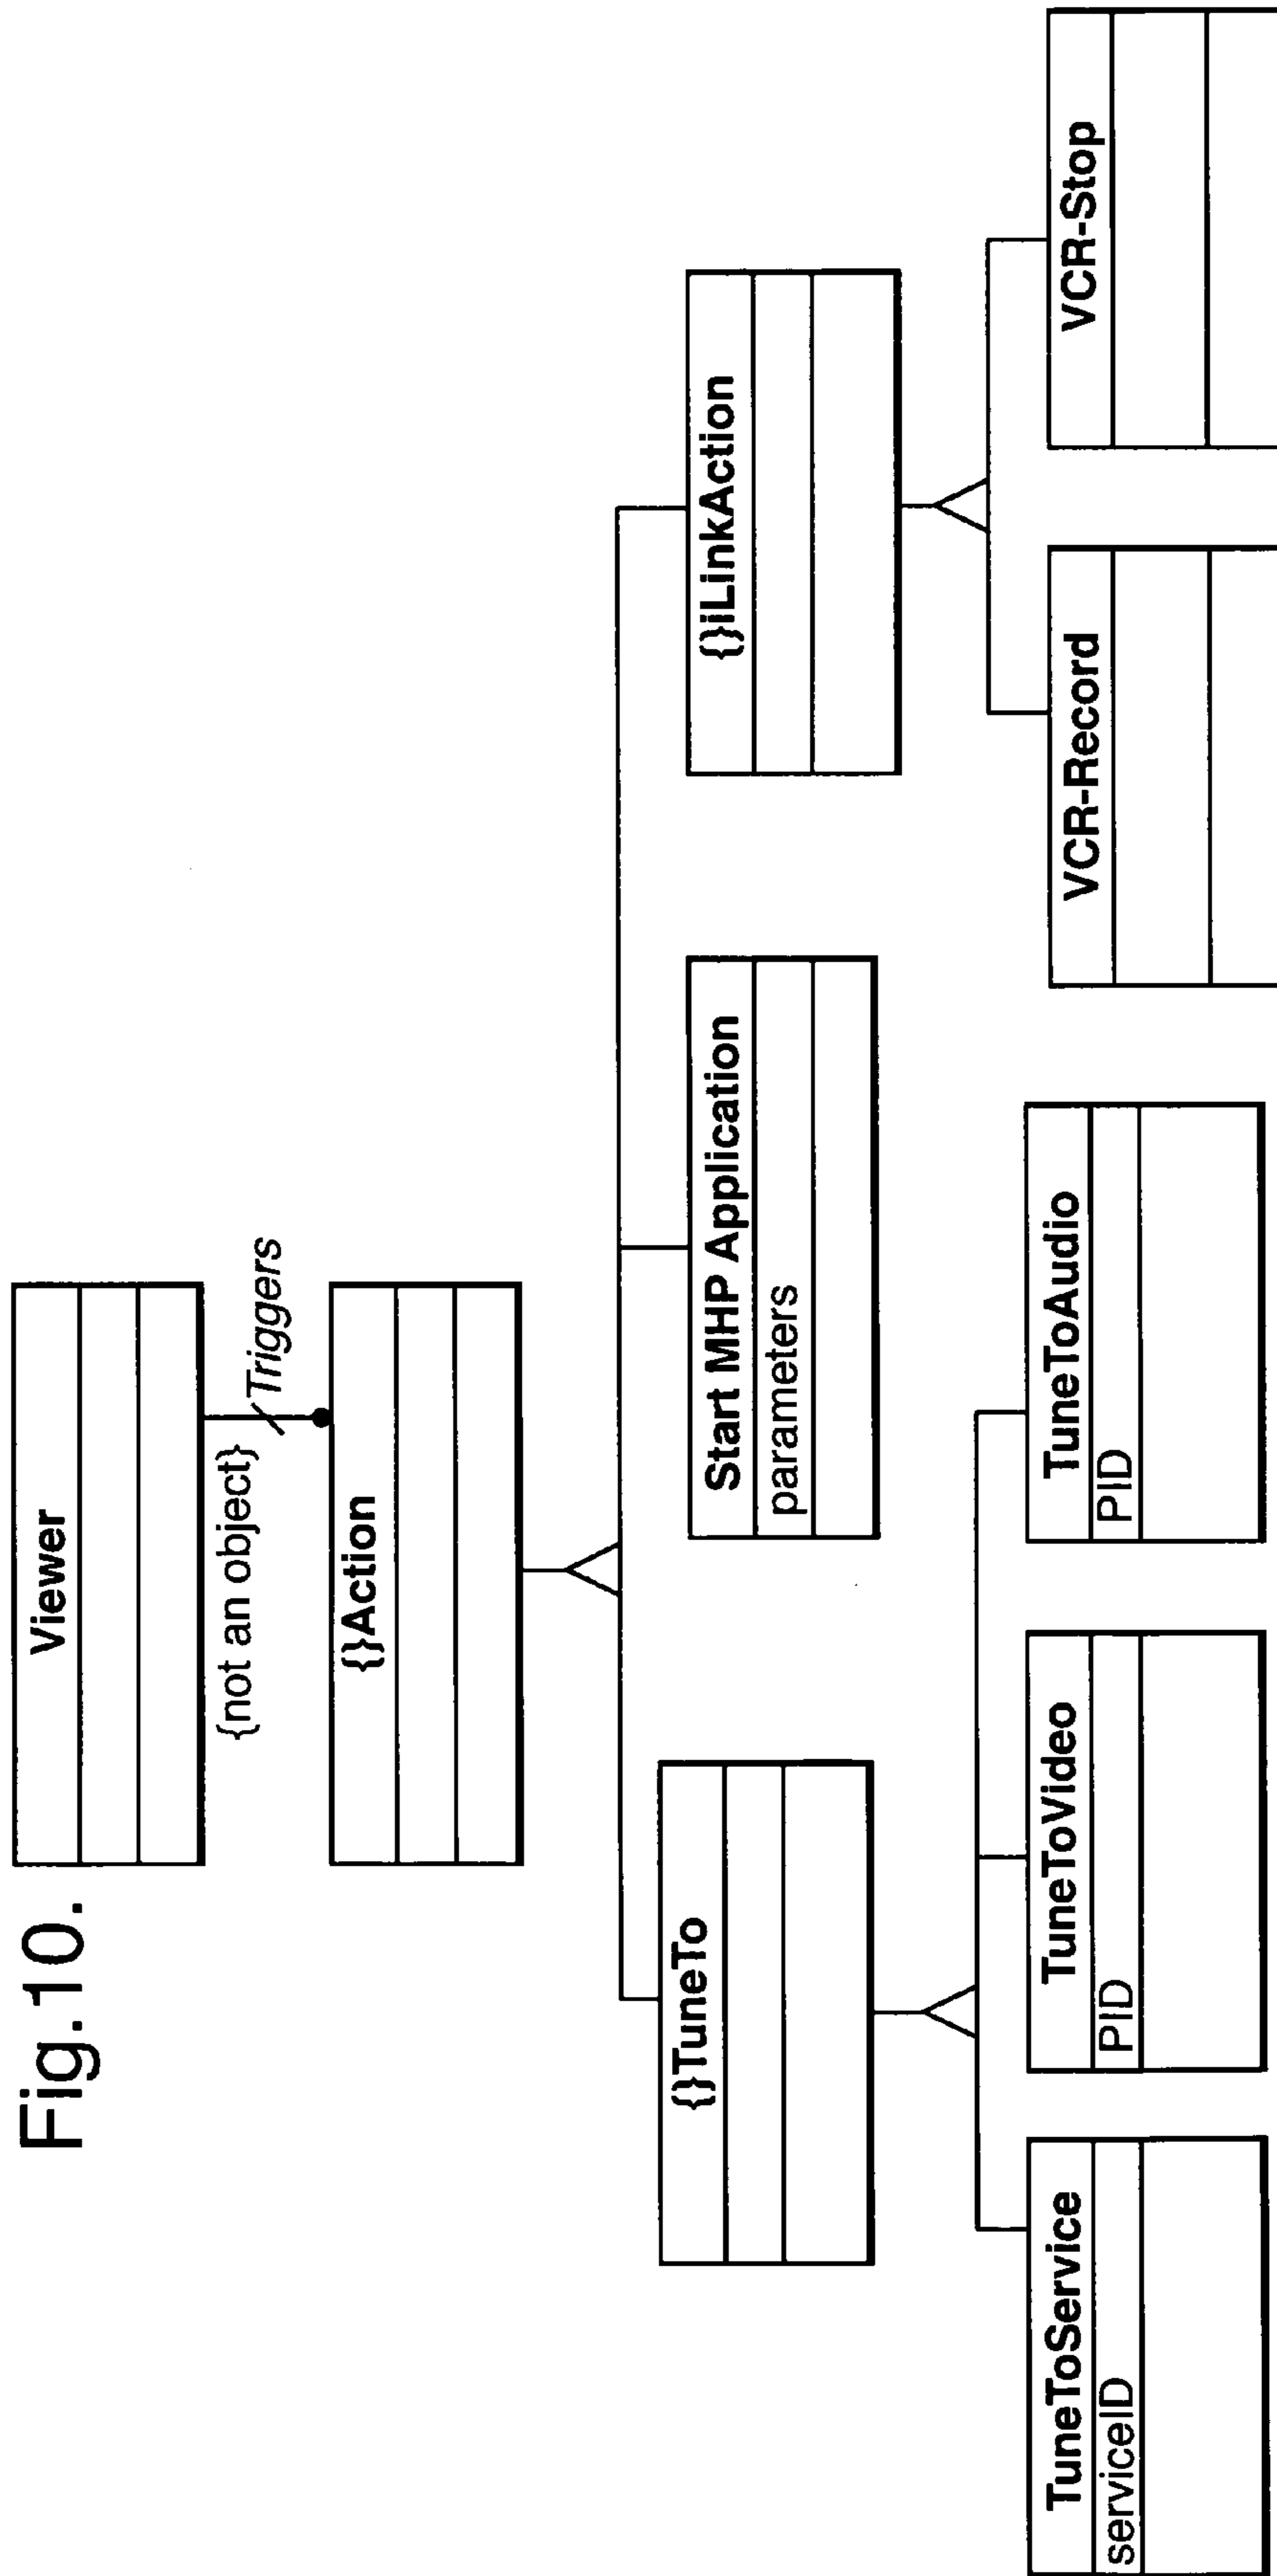 Fig.10.
Viewer
{not an object}
Triggers
{}Action
{}TuneTo
Start MHP Application
parameters
{}iLinkAction
TuneToService
serviceID
TuneToVideo
PID
TuneToAudio
PID
VCR-Record
VCR-Stop